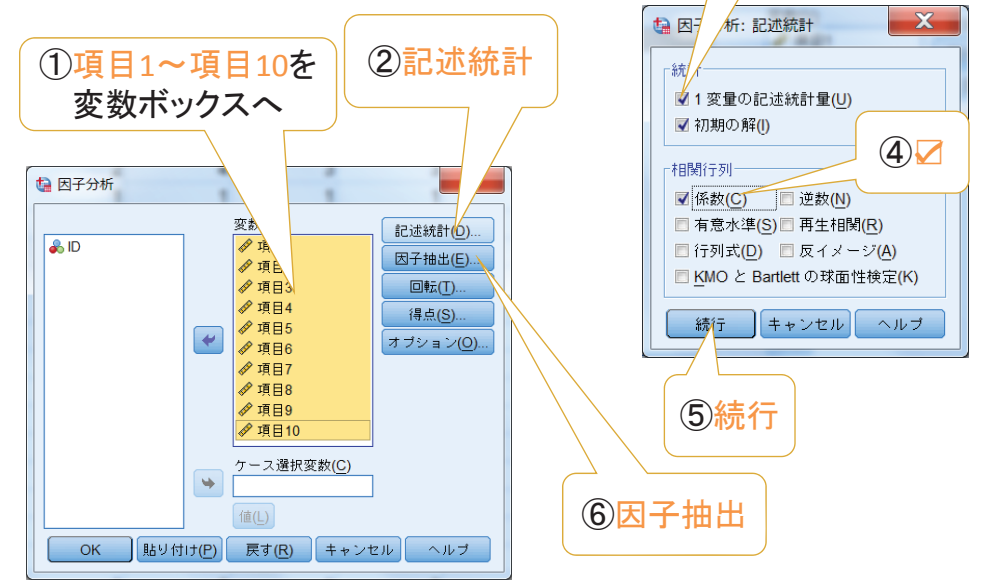 ①項目1～項目10を
変数ボックスへ
②記述統計
因子分析
ID
項目3
項目4
項目5
項目6
項目7
項目8
項目9
項目10
記述統計(D)...
因子抽出(E)...
回転(T)...
得点(S)...
オプション(O)...
ケース選択変数(C)
値(L)
OK
貼り付け(P)
戻す(R)
キャンセル
ヘルプ
記述統計
1 変量の記述統計量(U)
初期の解(I)
④
相関行列
係数(C)
逆数(N)
有意水準(S)
再生相関(R)
行列式(D)
反イメージ(A)
KMO と Bartlett の球面性検定(K)
続行
キャンセル
ヘルプ
⑤続行
⑥因子抽出